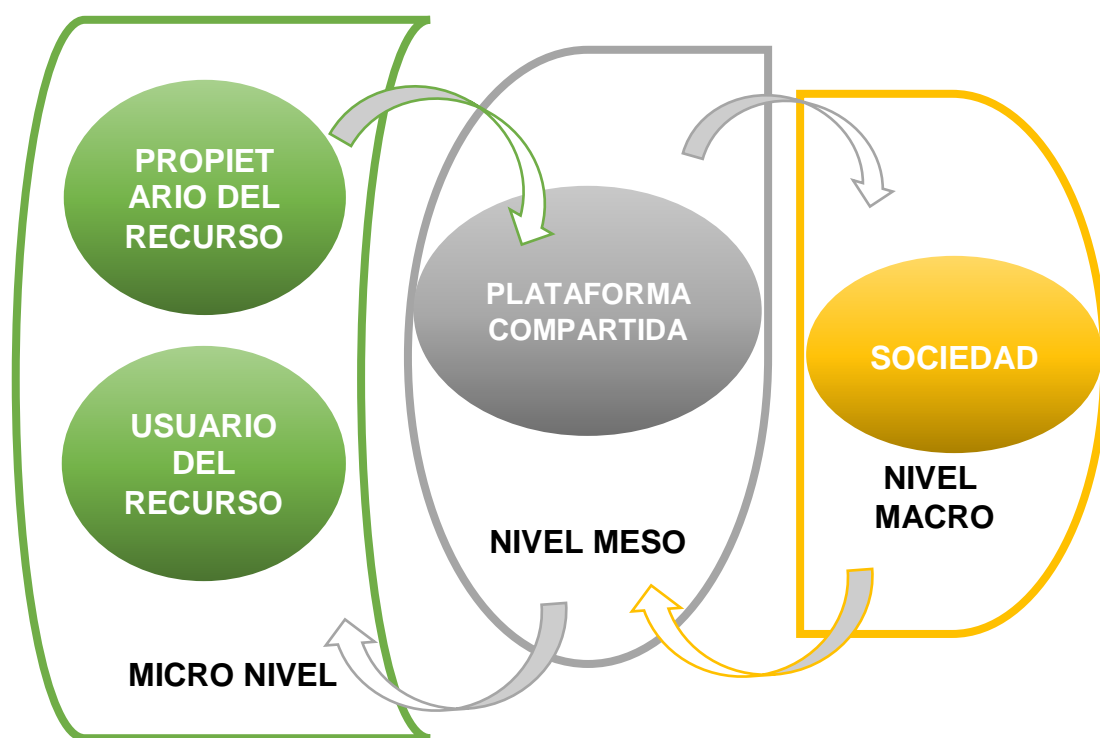 PROPIET
ARIO DEL
RECURSO
USUARIO
DEL
RECURSO
MICRO NIVEL
PLATAFORMA
COMPARTIDA
NIVEL MESO
SOCIEDAD
NIVEL
MACRO